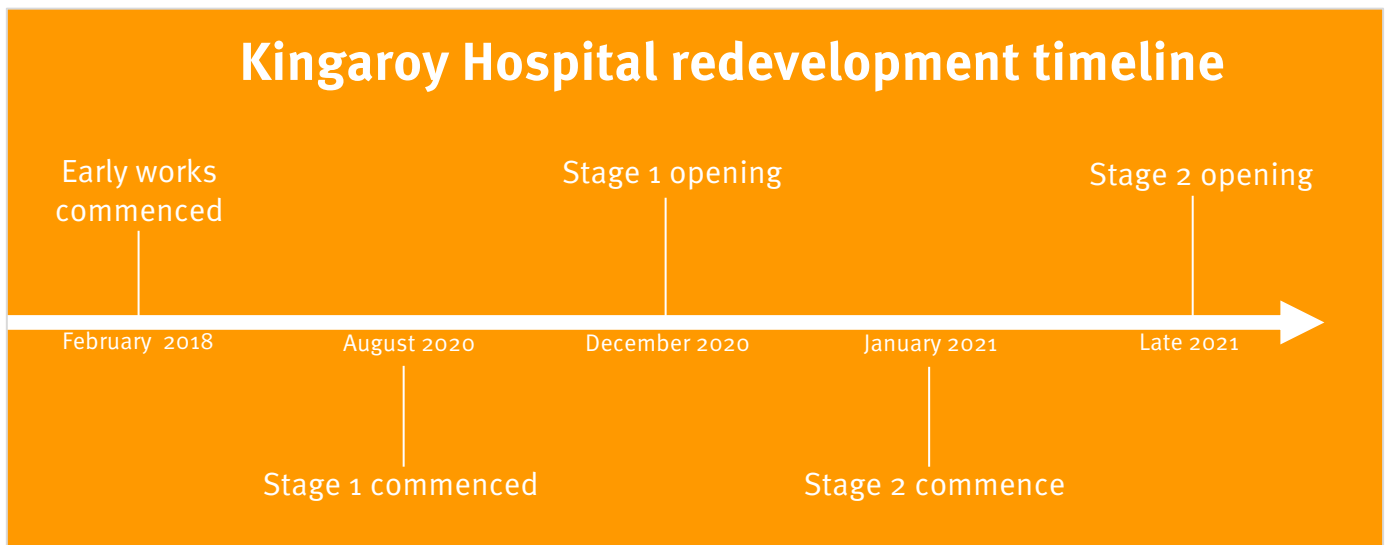 Kingaroy Hospital redevelopment timeline
Early works
commenced
Stage 1 opening
Stage 2 opening
February 2018
August 2020
December 2020
January 2021
Late 2021
Stage 1 commenced
Stage 2 commence